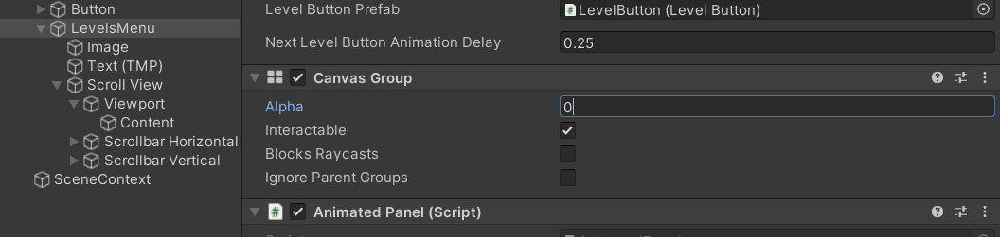 Button
LevelsMenu
Image
Text (TMP)
Scroll View
Viewport
Content
Scrollbar Horizontal
Scrollbar Vertical
SceneContext
Level Button Prefab
LevelButton (Level Button)
Next Level Button Animation Delay
0.25
Canvas Group
Alpha
0
Interactable
Blocks Raycasts
Ignore Parent Groups
Animated Panel (Script)